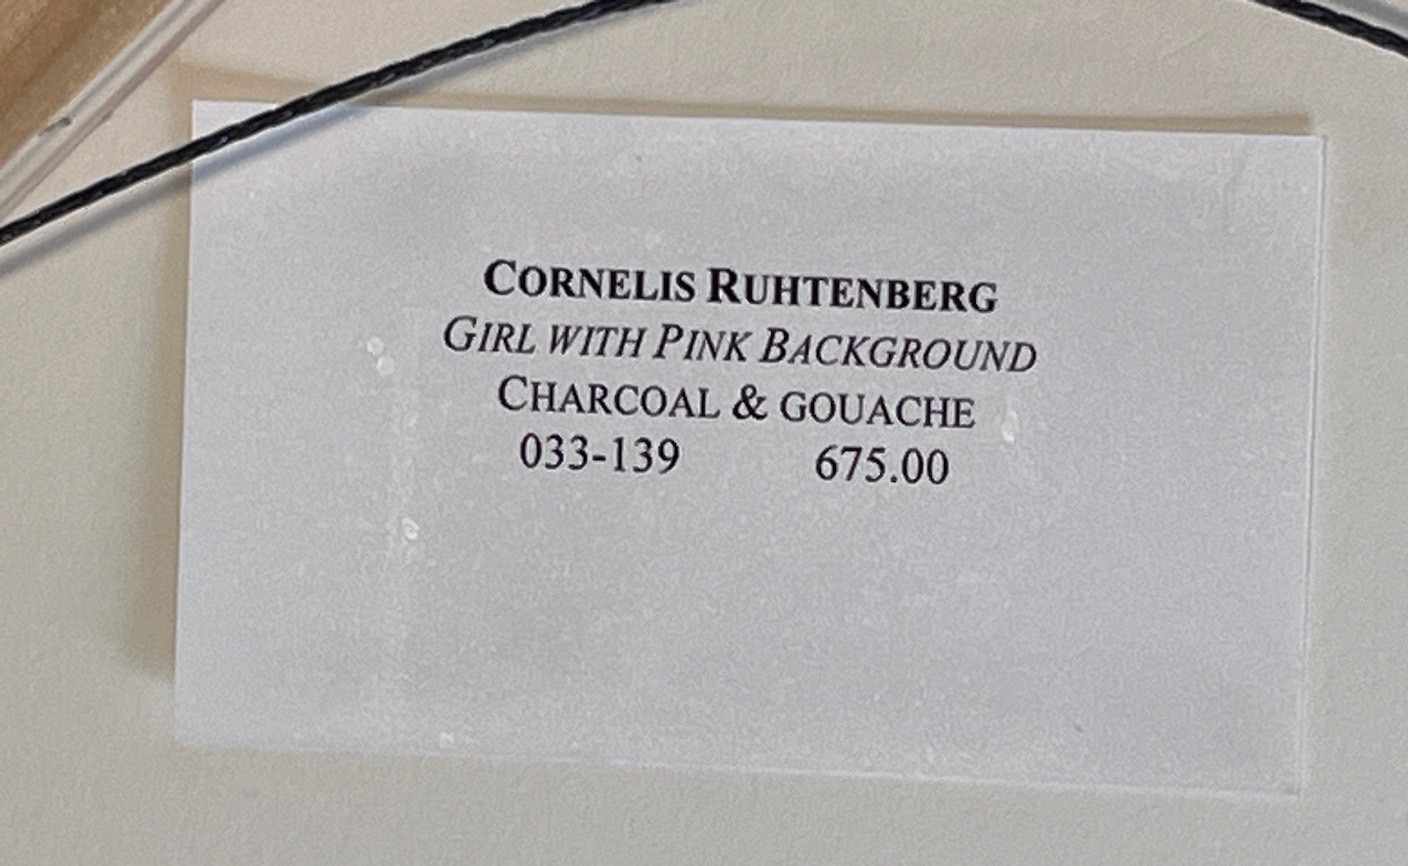 CORNELIS RUHTENBERG
GIRL WITH PINK BACKGROUND
CHARCOAL & GOUACHE
033-139 675.00